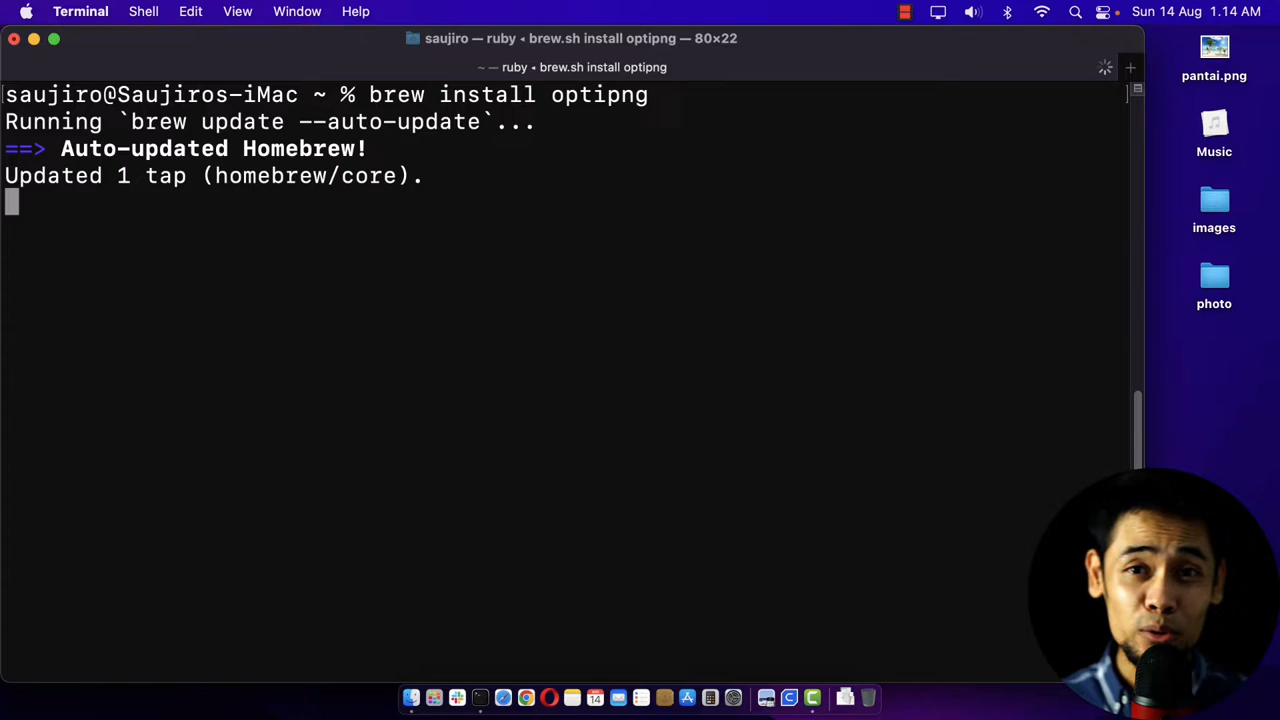 Terminal Shell Edit View Window Help Sun 14 Aug 1.14 AM
saujiro — ruby ◂ brew.sh install optipng — 80×22
~ — ruby ◂ brew.sh install optipng
saujiro@Saujiros-iMac ~ % brew install optipng
Running `brew update --auto-update`...
==> Auto-updated Homebrew!
Updated 1 tap (homebrew/core).
pantai.png
Music
images
photo